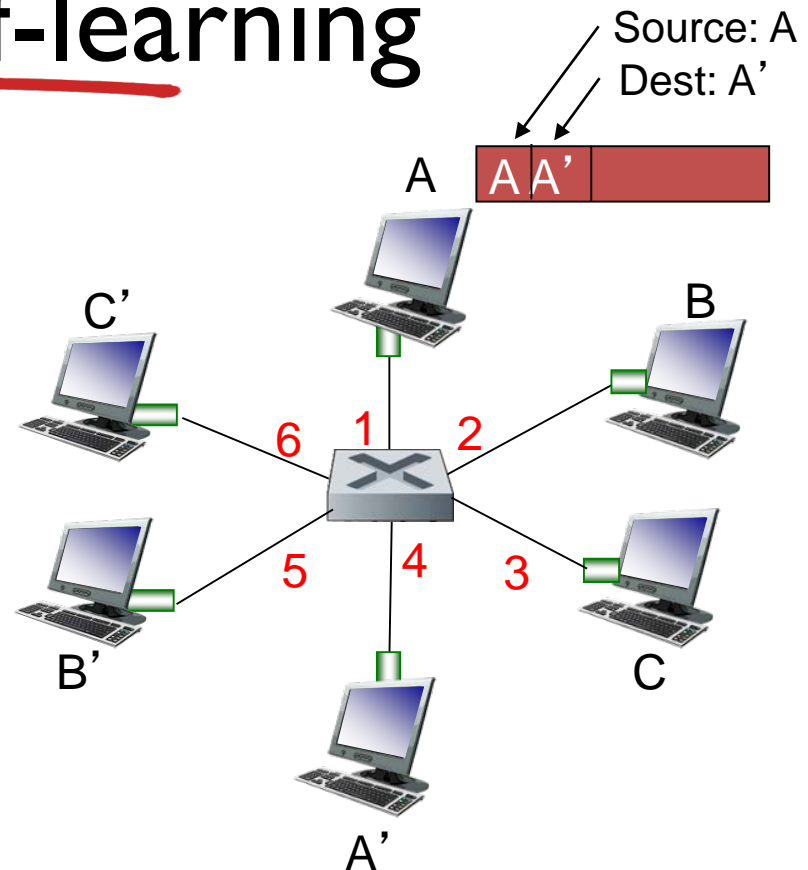 f-learning
Source: A
Dest: A’
A
A A’
C’
B
6
1
2
5
4
3
B’
C
A’